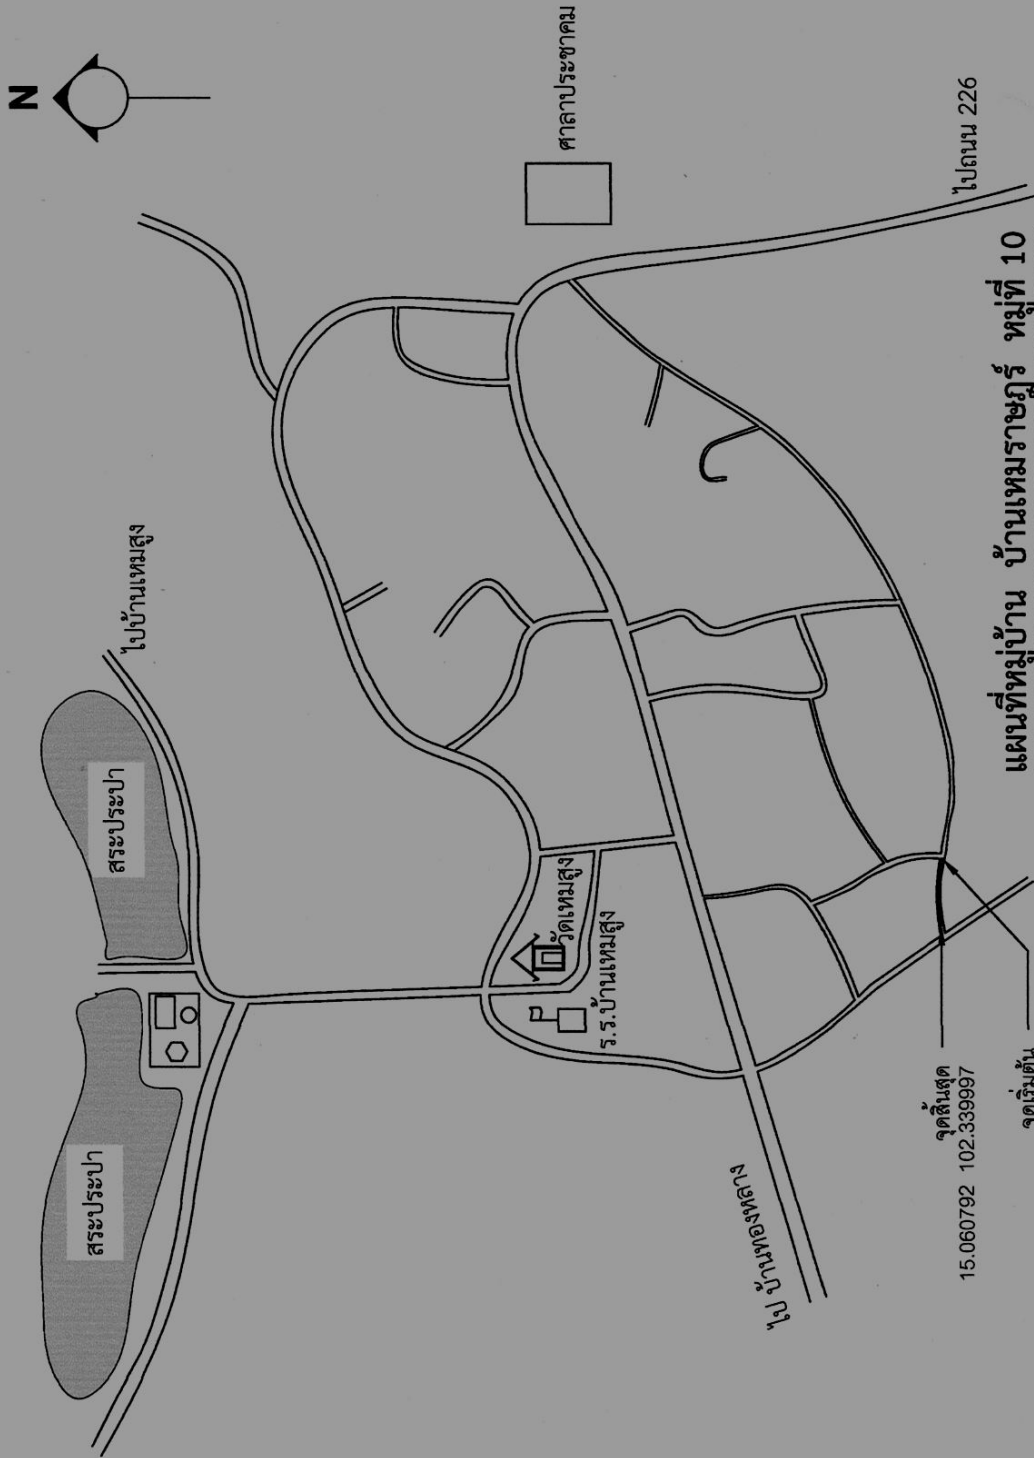 N
ศาลาประชาคม
ไปถนน 226
ไปบ้านเหมสูง
สระประปา
สระประปา
วัดเหมสูง
ร.ร.บ้านเหมสูง
ไป บ้านทองหลาง
จุดสิ้นสุด
15.060792 102.339997
จุดเริ่มต้น
แผนที่หมู่บ้าน บ้านเหมราษฎร์ หมู่ที่ 10